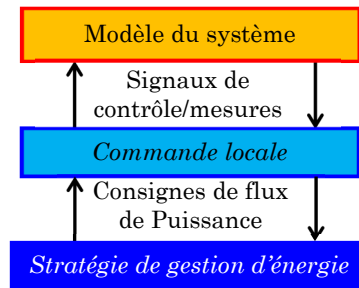 Modèle du système
Signaux de
contrôle/mesures
Commande locale
Consignes de flux
de Puissance
Stratégie de gestion d'énergie